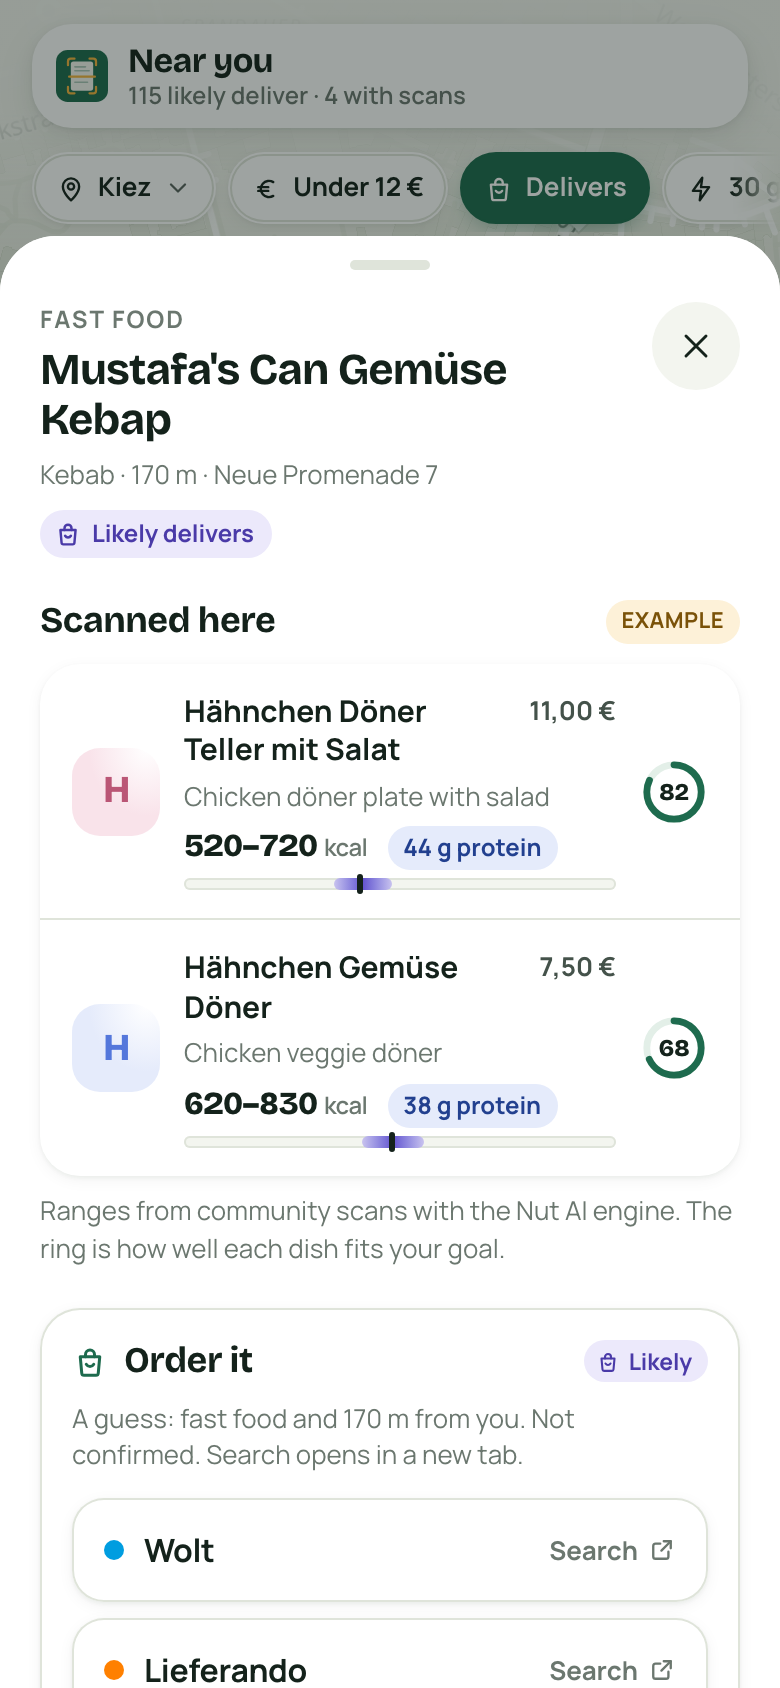 Near you
115 likely deliver · 4 with scans
Kiez
€ Under 12 €
Delivers
30 g
FAST FOOD
Mustafa's Can Gemüse
Kebap
Kebab · 170 m · Neue Promenade 7
Likely delivers
Scanned here
EXAMPLE
H
Hähnchen Döner
Teller mit Salat
11,00 €
Chicken döner plate with salad
520–720 kcal
44 g protein
82
H
Hähnchen Gemüse
Döner
7,50 €
Chicken veggie döner
620–830 kcal
38 g protein
68
Ranges from community scans with the Nut AI engine. The
ring is how well each dish fits your goal.
Order it
Likely
A guess: fast food and 170 m from you. Not
confirmed. Search opens in a new tab.
Wolt
Search
Lieferando
Search